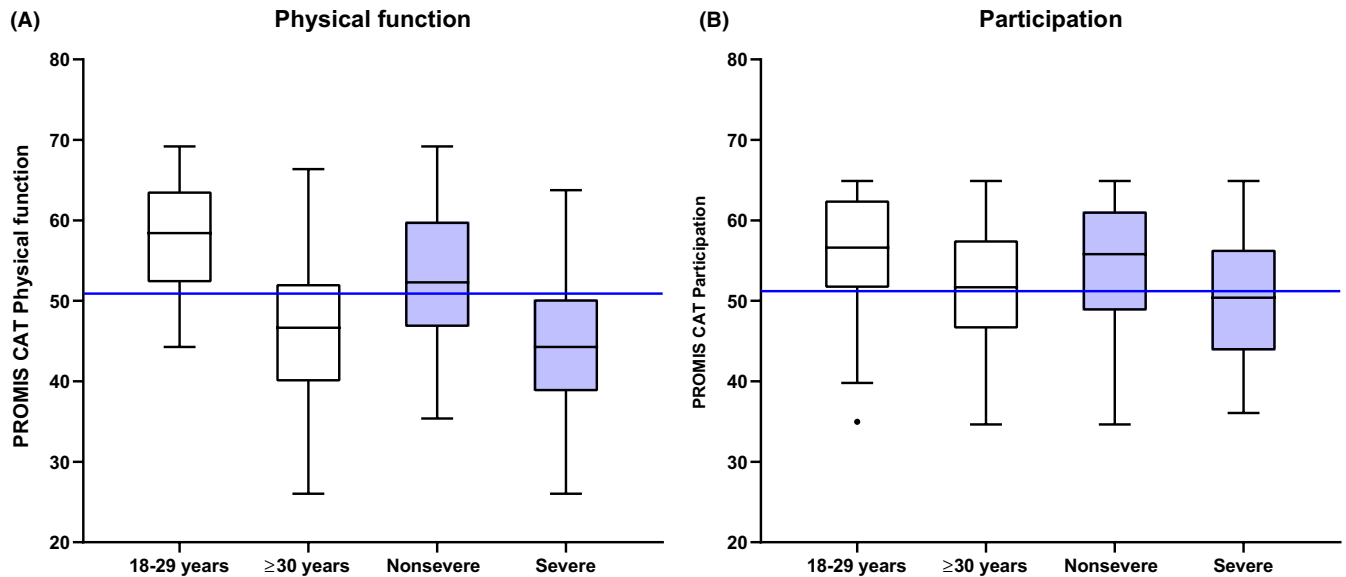 (A)
Physical function
PROMIS CAT Physical function
80
70
60
50
40
30
20
18-29 years
≥30 years
Nonsevere
Severe
(B)
Participation
PROMIS CAT Participation
80
70
60
50
40
30
20
18-29 years
≥30 years
Nonsevere
Severe